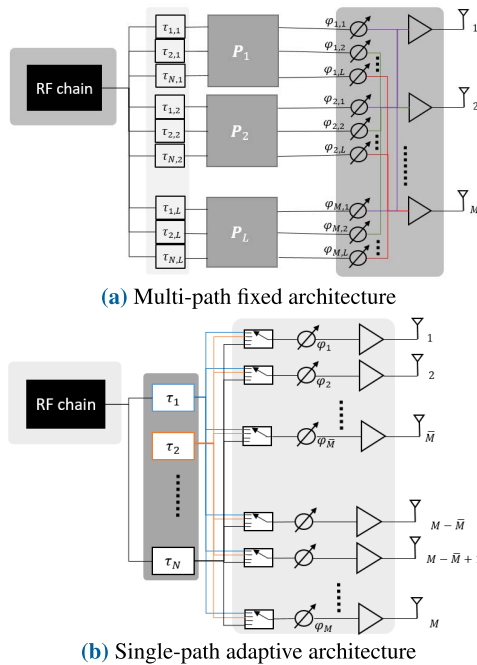 RF chain
τ1,1
τ2,1
τN,1
P1
φ1,1
φ1,2
φ1,L
1
τ1,2
τ2,2
τN,2
P2
φ2,1
φ2,2
φ2,L
2
τ1,L
τ2,L
τN,L
PL
φM,1
φM,2
φM,L
M
(a) Multi-path fixed architecture
RF chain
τ1
τ2
τN
φ1
1
φ2
2
φM̄
M̄
M − M̄
M − M̄ + 1
φM
M
(b) Single-path adaptive architecture